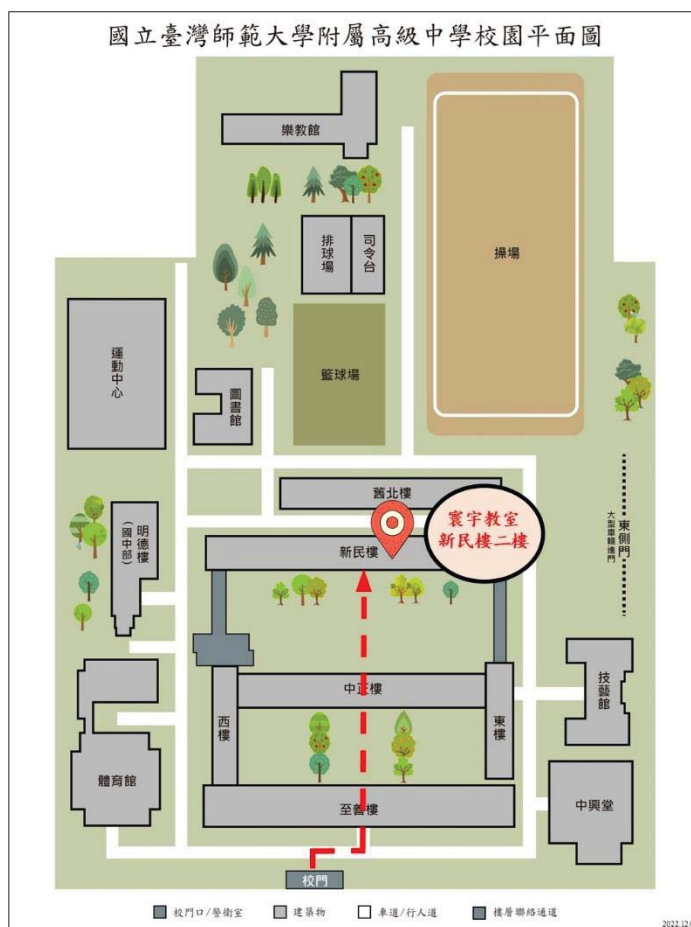 國立臺灣師範大學附屬高級中學校園平面圖
樂教館
排球場
司令台
操場
運動中心
籃球場
圖書館
舊北樓
寰宇教室
新民樓二樓
東側門
大型車輛進門
明德樓
(國中部)
新民樓
技藝館
中正樓
西樓
東樓
體育館
至善樓
中興堂
校門
校門口/警衛室
建築物
車道/行人道
樓層聯絡通道